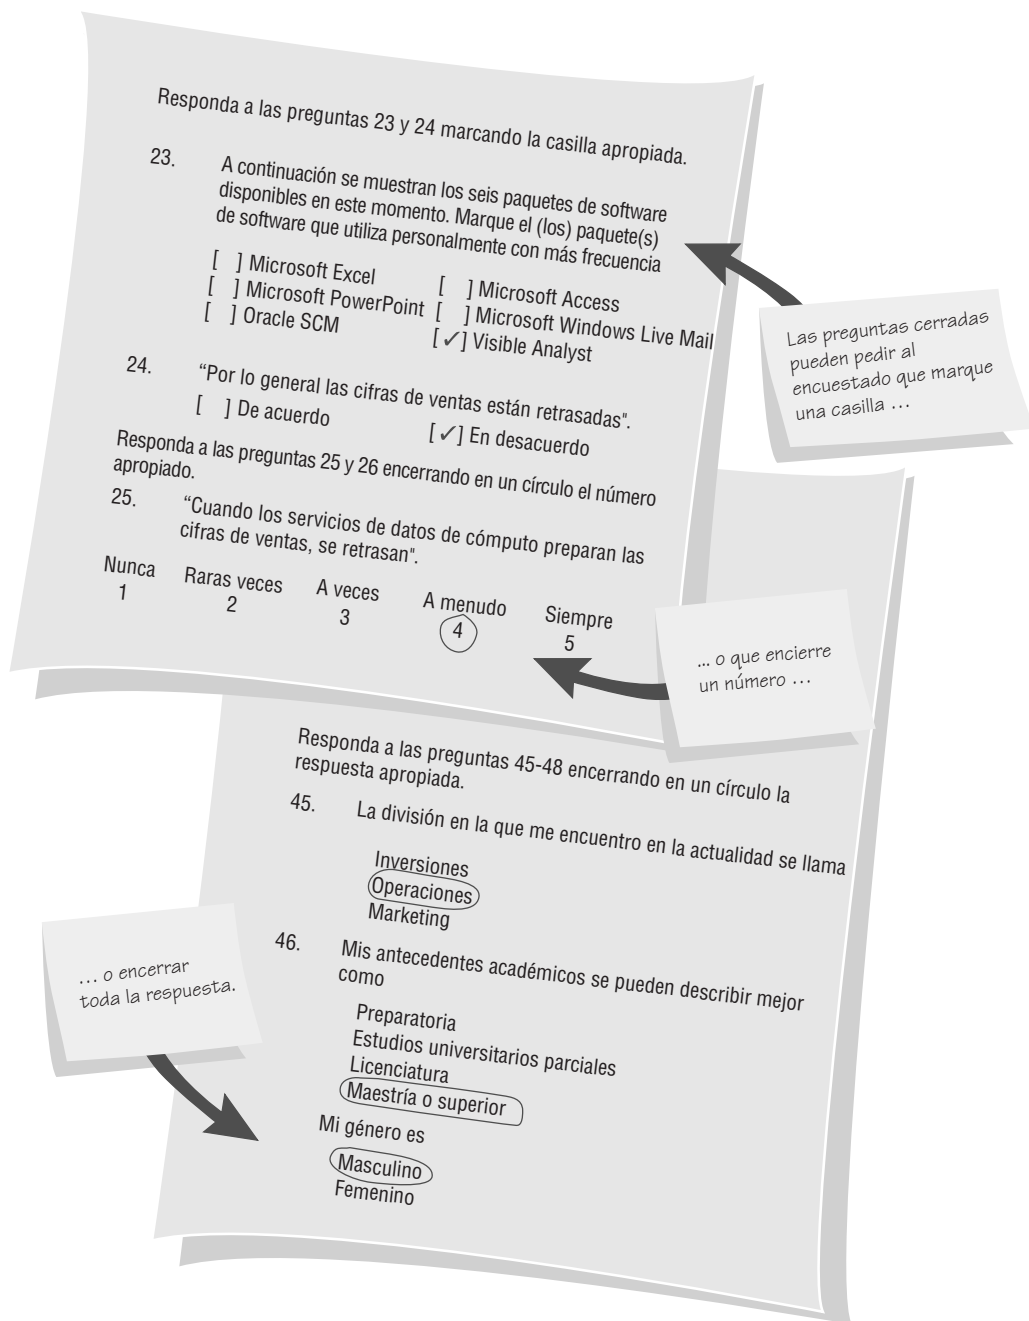 Responda a las preguntas 23 y 24 marcando la casilla apropiada.
23. A continuación se muestran los seis paquetes de software
disponibles en este momento. Marque el (los) paquete(s)
de software que utiliza personalmente con más frecuencia
[ ] Microsoft Excel [ ] Microsoft Access
[ ] Microsoft PowerPoint [ ] Microsoft Windows Live Mail
[ ] Oracle SCM [✓] Visible Analyst
24. “Por lo general las cifras de ventas están retrasadas".
[ ] De acuerdo [✓] En desacuerdo
Responda a las preguntas 25 y 26 encerrando en un círculo el número
apropiado.
25. “Cuando los servicios de datos de cómputo preparan las
cifras de ventas, se retrasan".
Nunca Raras veces A veces A menudo Siempre
1 2 3 4 5
Las preguntas cerradas
pueden pedir al
encuestado que marque
una casilla …
... o que encierre
un número …
Responda a las preguntas 45-48 encerrando en un círculo la
respuesta apropiada.
45. La división en la que me encuentro en la actualidad se llama
Inversiones
Operaciones
Marketing
46. Mis antecedentes académicos se pueden describir mejor
como
Preparatoria
Estudios universitarios parciales
Licenciatura
Maestría o superior
Mi género es
Masculino
Femenino
… o encerrar
toda la respuesta.